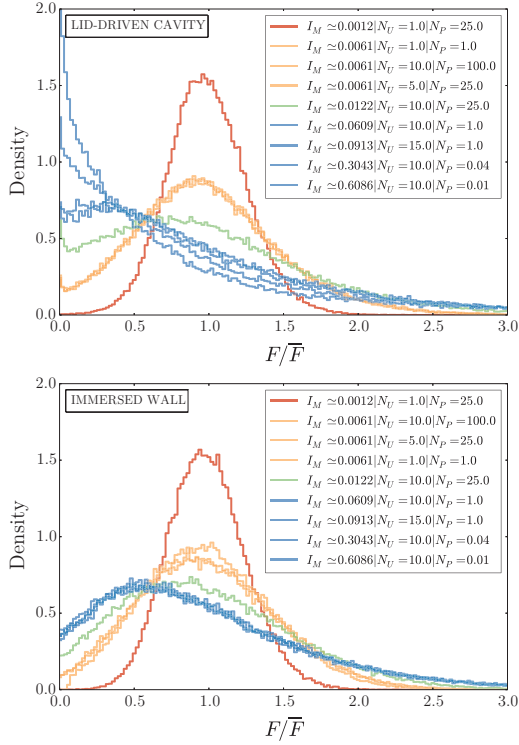 2.0
LID-DRIVEN CAVITY
I_M ≃0.0012|N_U =1.0|N_P =25.0
I_M ≃0.0061|N_U =1.0|N_P =1.0
I_M ≃0.0061|N_U =10.0|N_P =100.0
I_M ≃0.0061|N_U =5.0|N_P =25.0
I_M ≃0.0122|N_U =10.0|N_P =25.0
I_M ≃0.0609|N_U =10.0|N_P =1.0
I_M ≃0.0913|N_U =15.0|N_P =1.0
I_M ≃0.3043|N_U =10.0|N_P =0.04
I_M ≃0.6086|N_U =10.0|N_P =0.01
1.5
1.0
0.5
0.0
Density
0.0 0.5 1.0 1.5 2.0 2.5 3.0
F/F̅
2.0
IMMERSED WALL
I_M ≃0.0012|N_U =1.0|N_P =25.0
I_M ≃0.0061|N_U =10.0|N_P =100.0
I_M ≃0.0061|N_U =5.0|N_P =25.0
I_M ≃0.0061|N_U =1.0|N_P =1.0
I_M ≃0.0122|N_U =10.0|N_P =25.0
I_M ≃0.0609|N_U =10.0|N_P =1.0
I_M ≃0.0913|N_U =15.0|N_P =1.0
I_M ≃0.3043|N_U =10.0|N_P =0.04
I_M ≃0.6086|N_U =10.0|N_P =0.01
1.5
1.0
0.5
0.0
Density
0.0 0.5 1.0 1.5 2.0 2.5 3.0
F/F̅